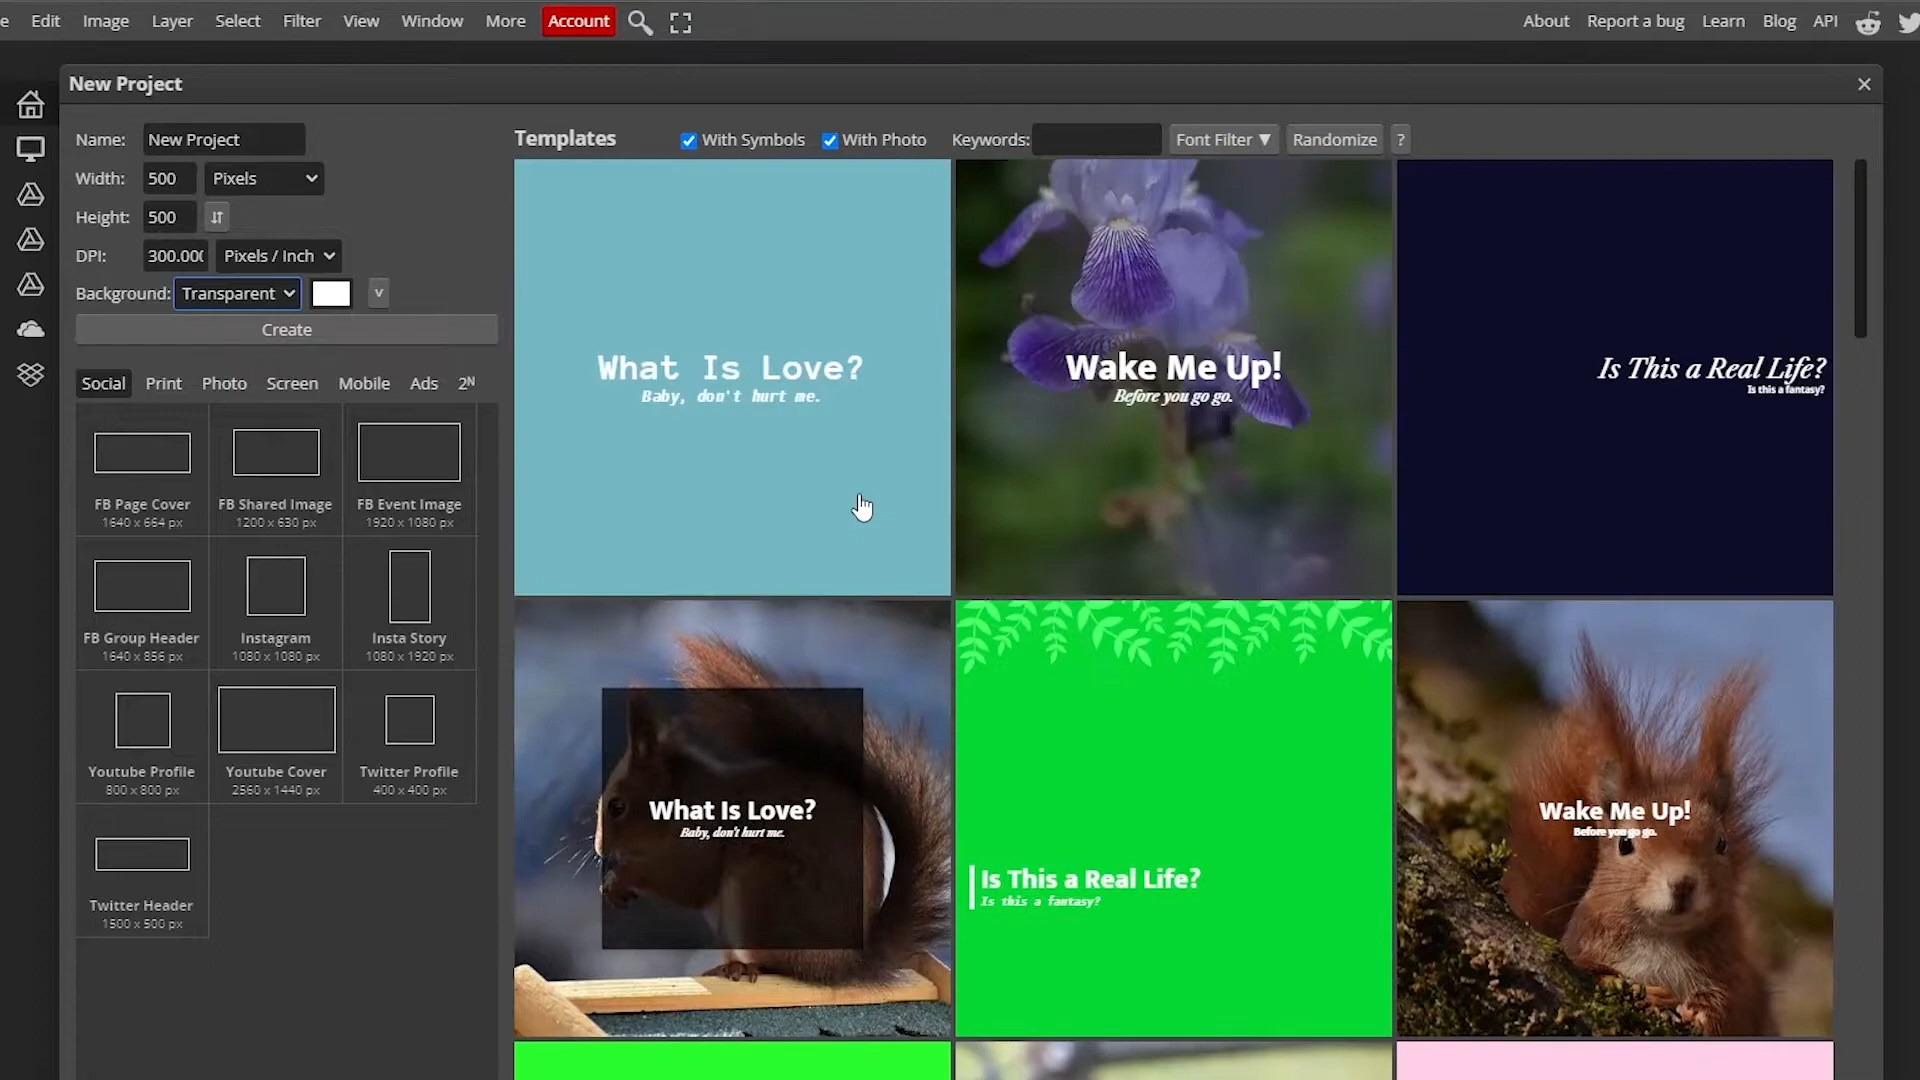 e Edit Image Layer Select Filter View Window More Account About Report a bug Learn Blog API
New Project
Name: New Project
Width: 500 Pixels
Height: 500
DPI: 300.000 Pixels / Inch
Background: Transparent v
Create
Social Print Photo Screen Mobile Ads 2ᴺ
FB Page Cover
1640 x 664 px
FB Shared Image
1200 x 630 px
FB Event Image
1920 x 1080 px
FB Group Header
1640 x 856 px
Instagram
1080 x 1080 px
Insta Story
1080 x 1920 px
Youtube Profile
800 x 800 px
Youtube Cover
2560 x 1440 px
Twitter Profile
400 x 400 px
Twitter Header
1500 x 500 px
Templates With Symbols With Photo Keywords: Font Filter ▼ Randomize ?
What Is Love?
Baby, don't hurt me.
Wake Me Up!
Before you go go.
Is This a Real Life?
Is this a fantasy?
What Is Love?
Baby, don't hurt me.
Is This a Real Life?
Is this a fantasy?
Wake Me Up!
Before you go go.